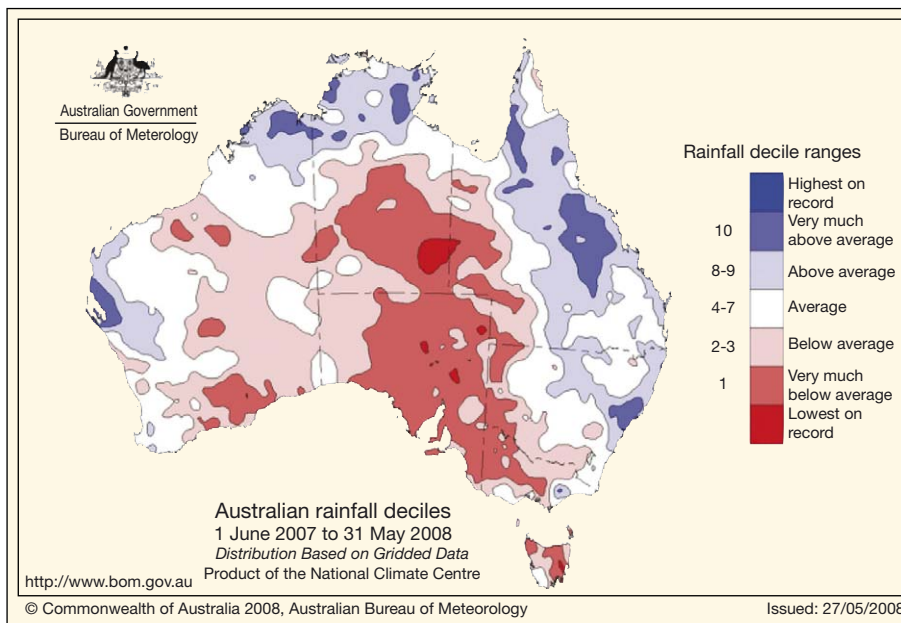 Australian Government
Bureau of Meterology
Rainfall decile ranges
Highest on
record
10 Very much
above average
8-9 Above average
4-7 Average
2-3 Below average
1 Very much
below average
Lowest on
record
Australian rainfall deciles
1 June 2007 to 31 May 2008
Distribution Based on Gridded Data
Product of the National Climate Centre
http://www.bom.gov.au
© Commonwealth of Australia 2008, Australian Bureau of Meteorology
Issued: 27/05/2008